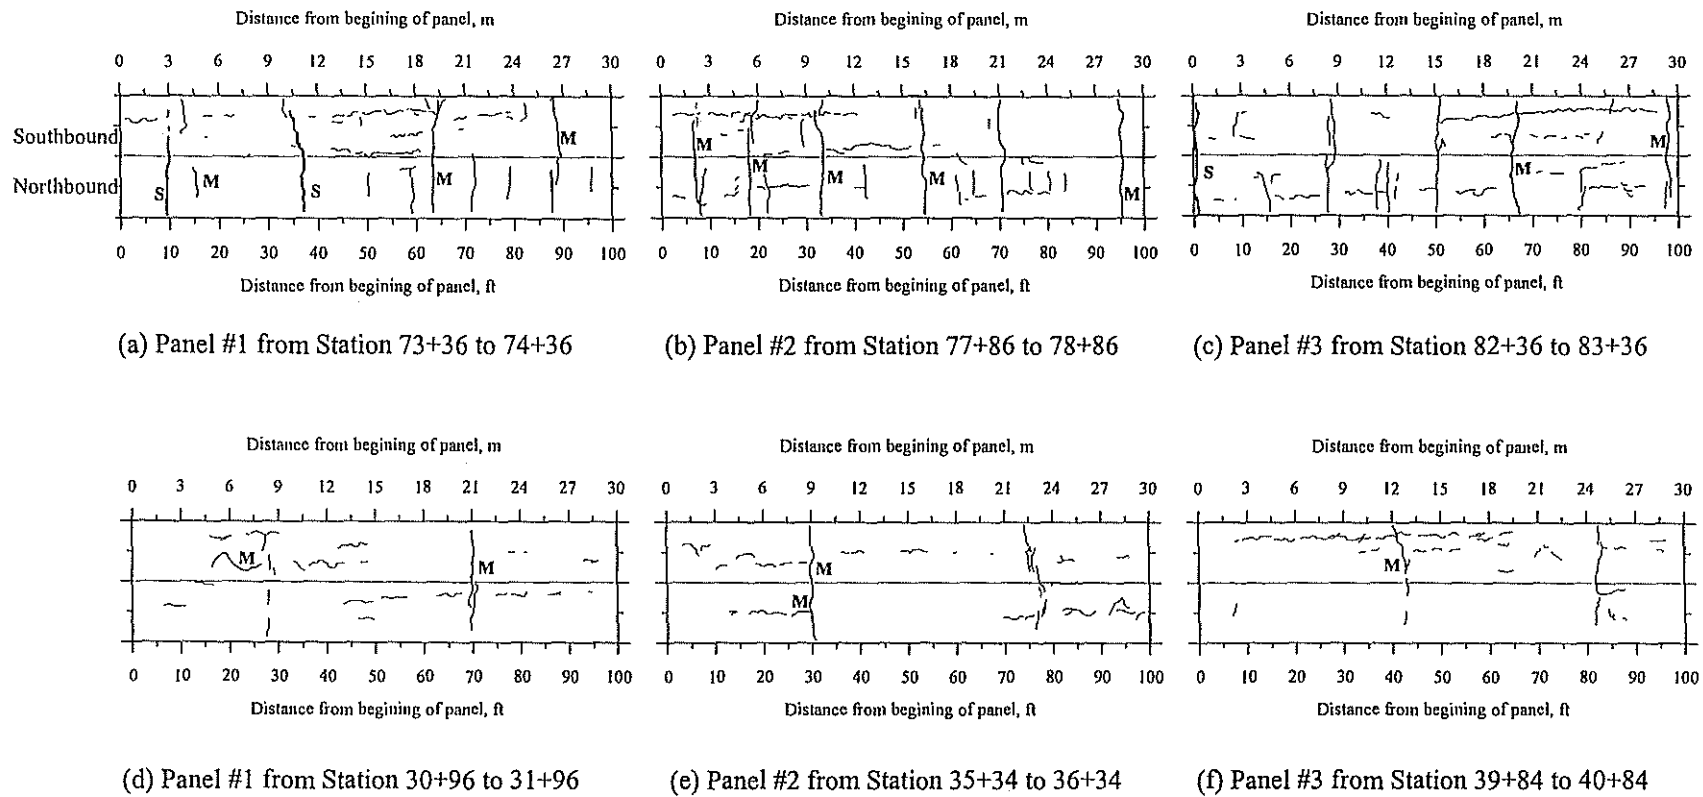 Distance from begining of panel, m
Distance from begining of panel, m
Distance from begining of panel, m
0 3 6 9 12 15 18 21 24 27 30
0 3 6 9 12 15 18 21 24 27 30
0 3 6 9 12 15 18 21 24 27 30
Southbound
Northbound
S M S M M
M M M M M
S M M
0 10 20 30 40 50 60 70 80 90 100
0 10 20 30 40 50 60 70 80 90 100
0 10 20 30 40 50 60 70 80 90 100
Distance from begining of panel, ft
Distance from begining of panel, ft
Distance from begining of panel, ft
(a) Panel #1 from Station 73+36 to 74+36
(b) Panel #2 from Station 77+86 to 78+86
(c) Panel #3 from Station 82+36 to 83+36
Distance from begining of panel, m
Distance from begining of panel, m
Distance from begining of panel, m
0 3 6 9 12 15 18 21 24 27 30
0 3 6 9 12 15 18 21 24 27 30
0 3 6 9 12 15 18 21 24 27 30
M M
M M
M
0 10 20 30 40 50 60 70 80 90 100
0 10 20 30 40 50 60 70 80 90 100
0 10 20 30 40 50 60 70 80 90 100
Distance from begining of panel, ft
Distance from begining of panel, ft
Distance from begining of panel, ft
(d) Panel #1 from Station 30+96 to 31+96
(e) Panel #2 from Station 35+34 to 36+34
(f) Panel #3 from Station 39+84 to 40+84